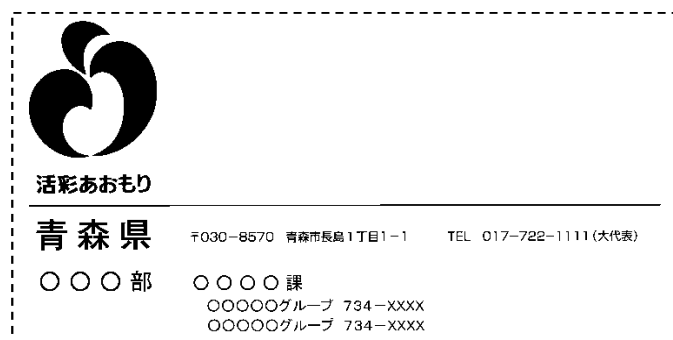 活彩あおもり
青森県 〒030-8570 青森市長島1丁目1-1 TEL 017-722-1111(大代表)
○○○部 ○○○○課
○○○○○グループ 734-XXXX
○○○○○グループ 734-XXXX